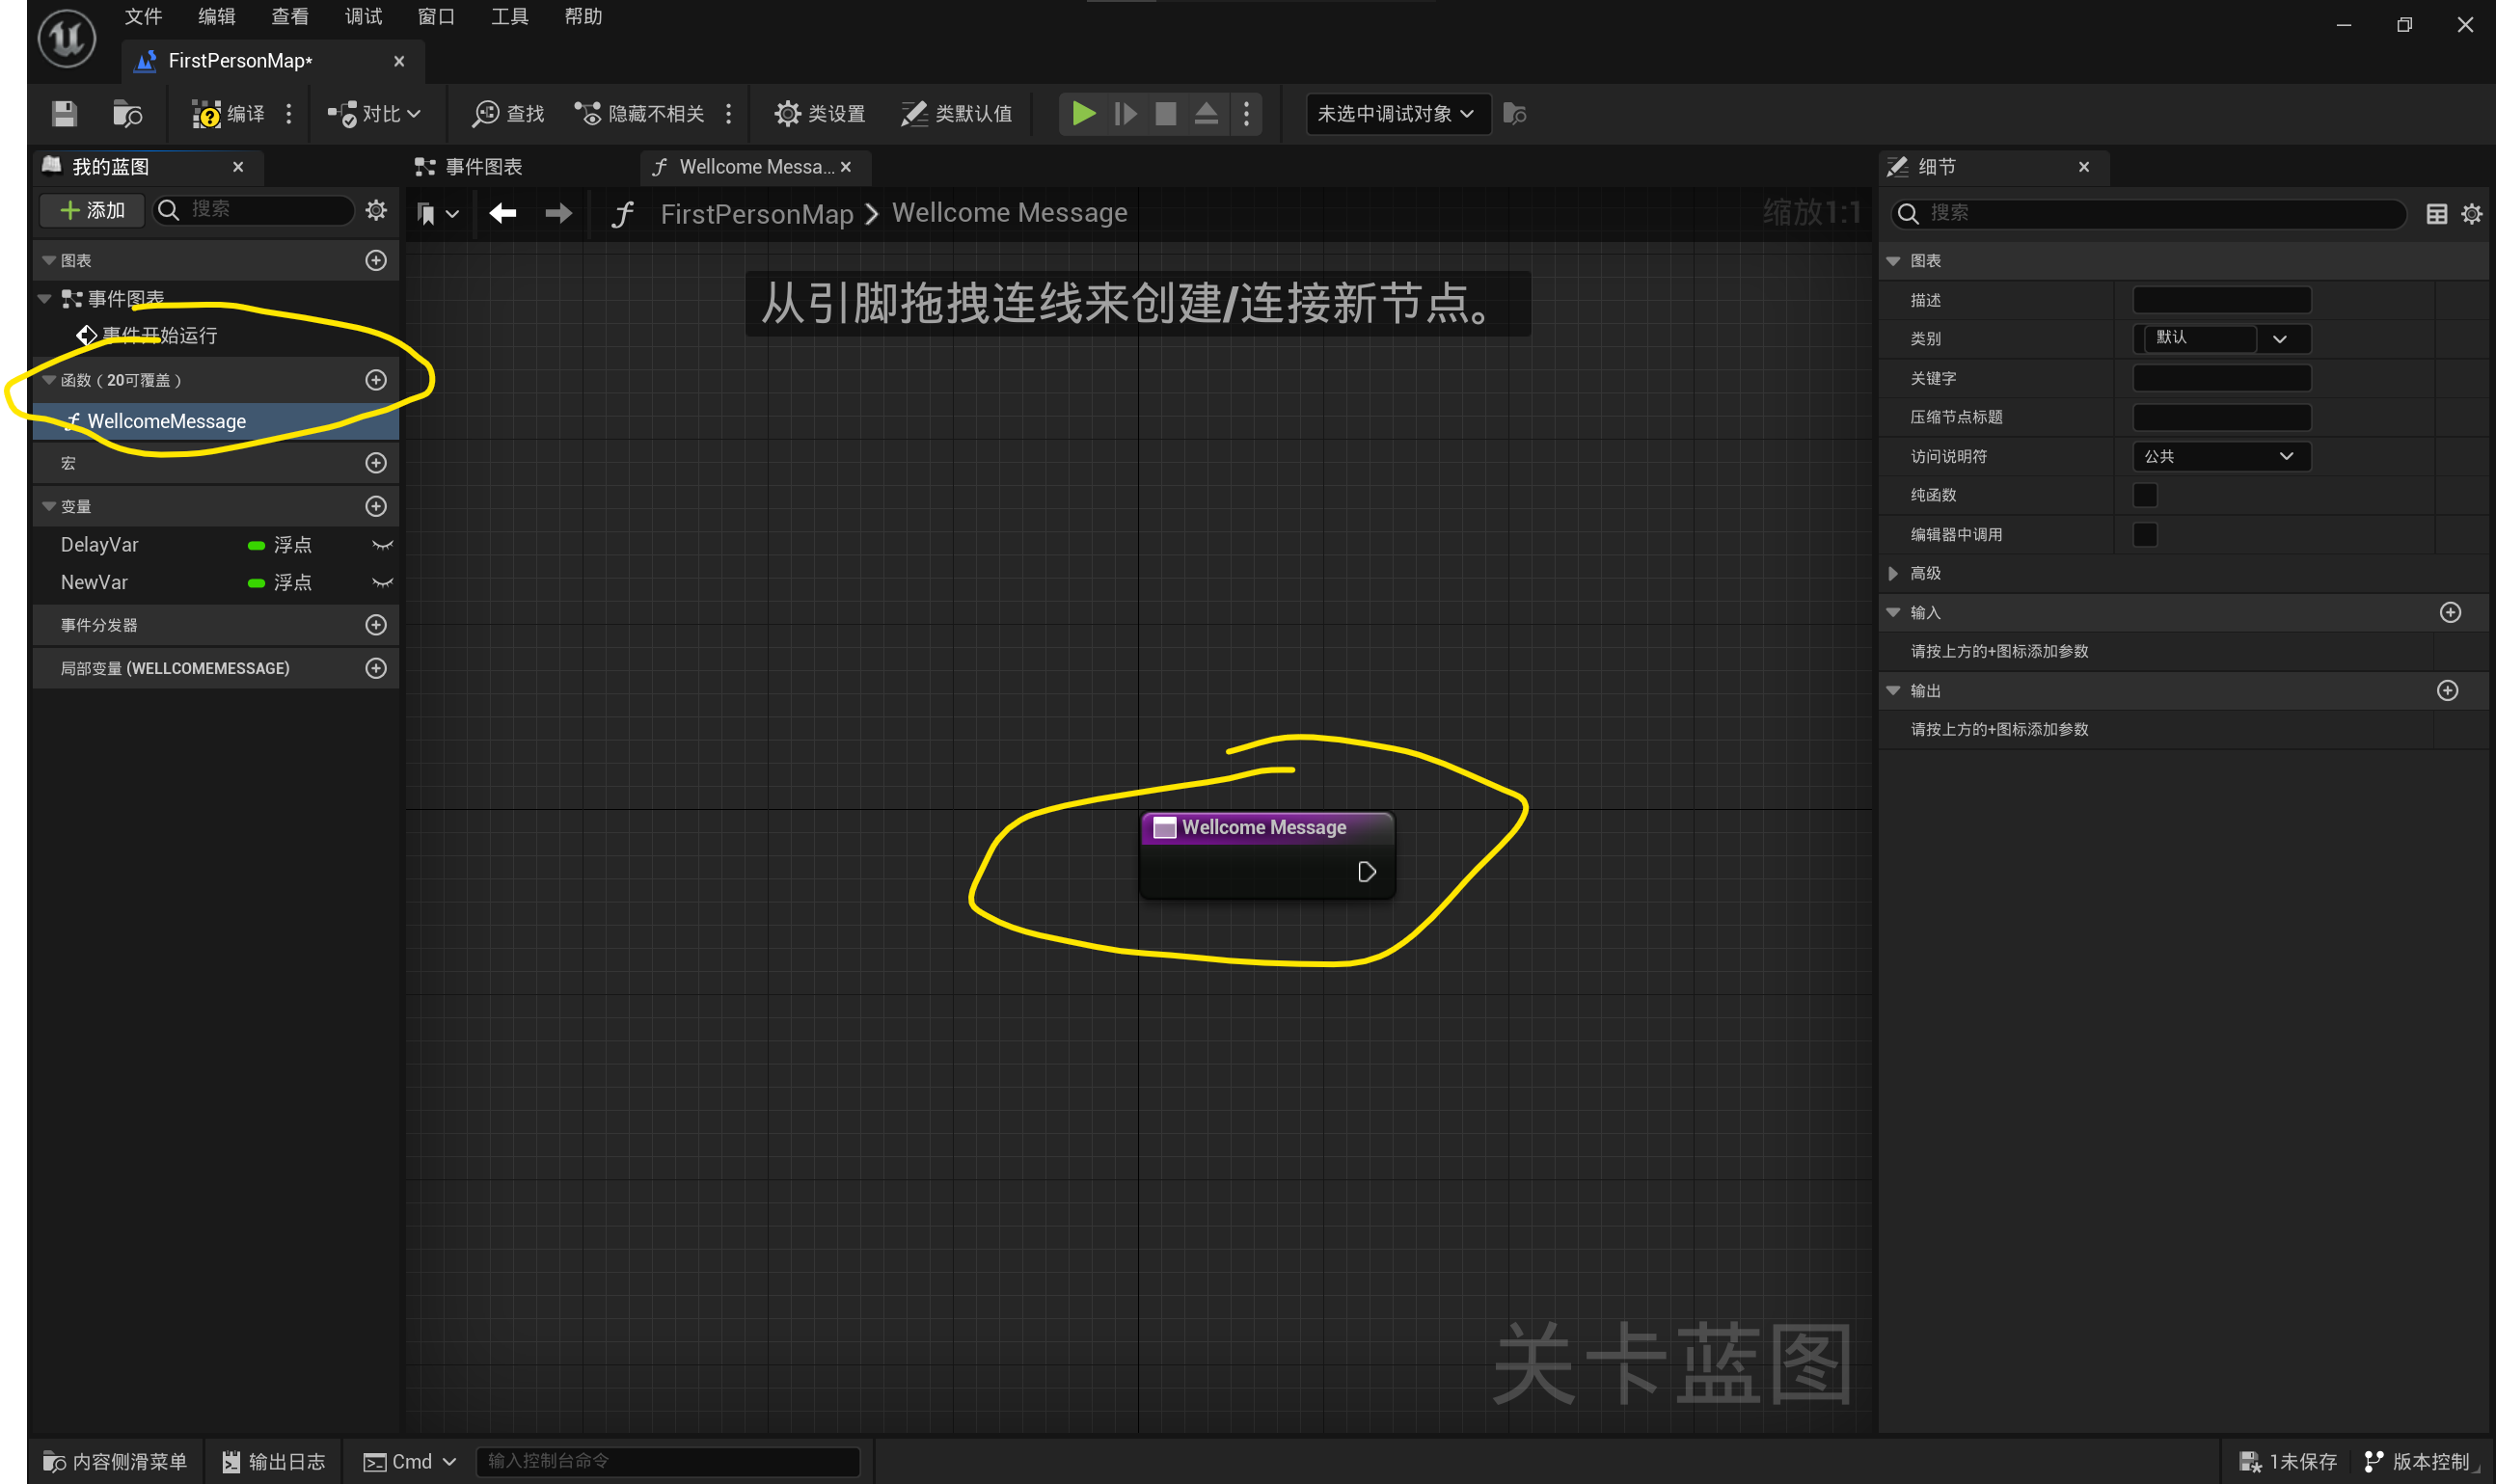 文件 编辑 查看 调试 窗口 工具 帮助
FirstPersonMap*
编译 对比 查找 隐藏不相关 类设置 类默认值 未选中调试对象
我的蓝图
添加 搜索
图表
事件图表
事件开始运行
函数（20可覆盖）
WellcomeMessage
宏
变量
DelayVar 浮点
NewVar 浮点
事件分发器
局部变量 (WELLCOMEMESSAGE)
事件图表 Wellcome Messa...
FirstPersonMap Wellcome Message 缩放1:1
从引脚拖拽连线来创建/连接新节点。
Wellcome Message
关卡蓝图
细节
搜索
图表
描述
类别 默认
关键字
压缩节点标题
访问说明符 公共
纯函数
编辑器中调用
高级
输入
请按上方的+图标添加参数
输出
请按上方的+图标添加参数
内容侧滑菜单 输出日志 Cmd 输入控制台命令 1未保存 版本控制